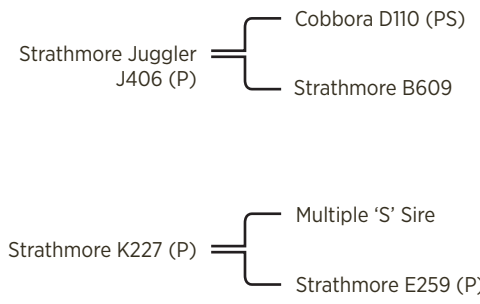 Cobbora D110 (PS)
Strathmore Juggler
J406 (P)
Strathmore B609
Multiple ‘S’ Sire
Strathmore K227 (P)
Strathmore E259 (P)